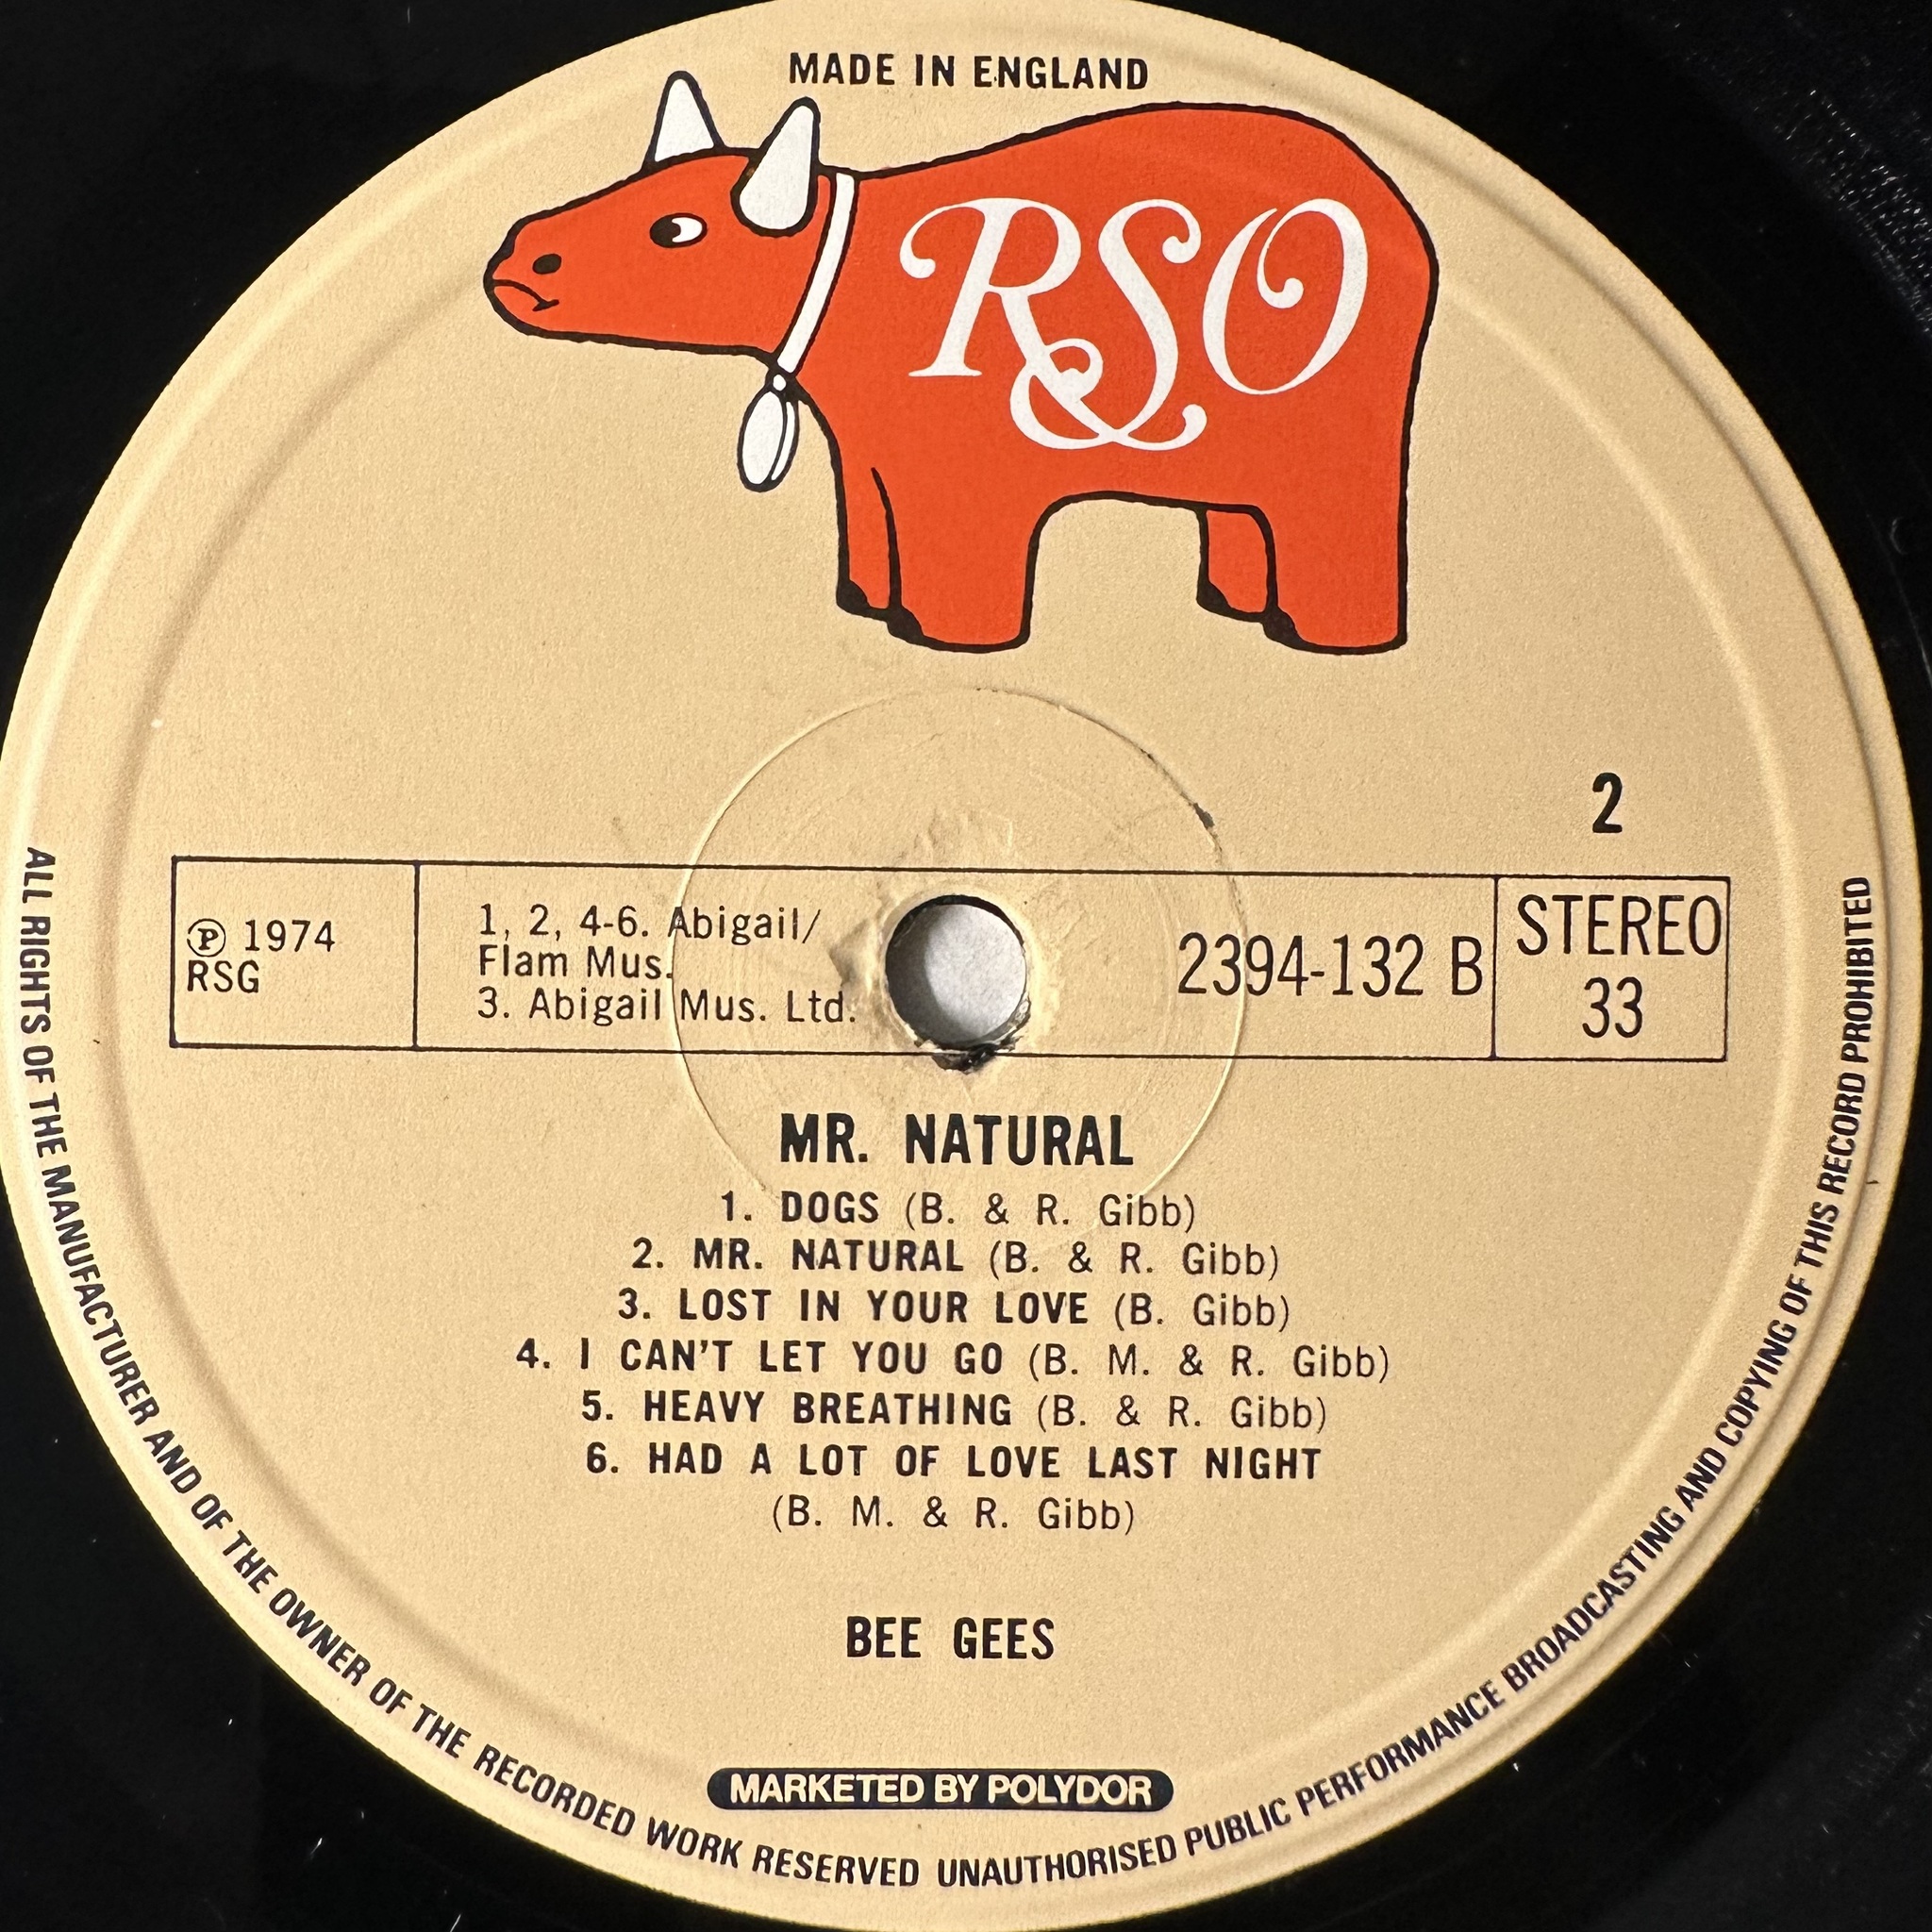 MADE IN ENGLAND
RSO
2
℗ 1974
RSG
1, 2, 4-6. Abigail/
Flam Mus.
3. Abigail Mus. Ltd.
2394-132 B
STEREO
33
MR. NATURAL
1. DOGS (B. & R. Gibb)
2. MR. NATURAL (B. & R. Gibb)
3. LOST IN YOUR LOVE (B. Gibb)
4. I CAN'T LET YOU GO (B. M. & R. Gibb)
5. HEAVY BREATHING (B. & R. Gibb)
6. HAD A LOT OF LOVE LAST NIGHT
(B. M. & R. Gibb)
BEE GEES
MARKETED BY POLYDOR
ALL RIGHTS OF THE MANUFACTURER AND OF THE OWNER OF THE RECORDED WORK RESERVED UNAUTHORISED PUBLIC PERFORMANCE BROADCASTING AND COPYING OF THIS RECORD PROHIBITED